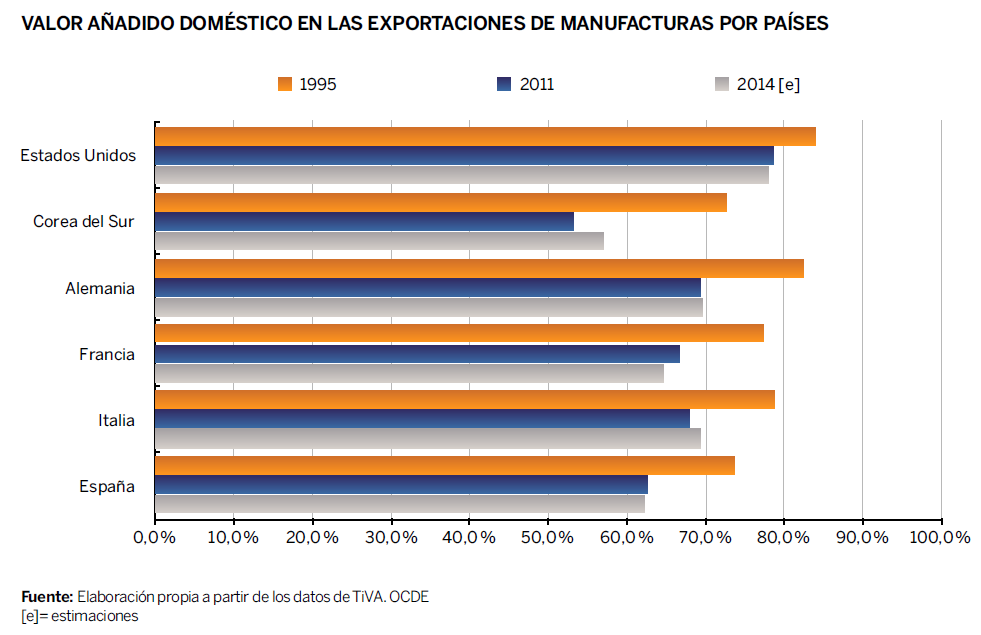 VALOR AÑADIDO DOMÉSTICO EN LAS EXPORTACIONES DE MANUFACTURAS POR PAÍSES
1995 2011 2014 [e]
Estados Unidos
Corea del Sur
Alemania
Francia
Italia
España
0,0% 10,0% 20,0% 30,0% 40,0% 50,0% 60,0% 70,0% 80,0% 90,0% 100,0%
Fuente: Elaboración propia a partir de los datos de TiVA. OCDE
[e]= estimaciones